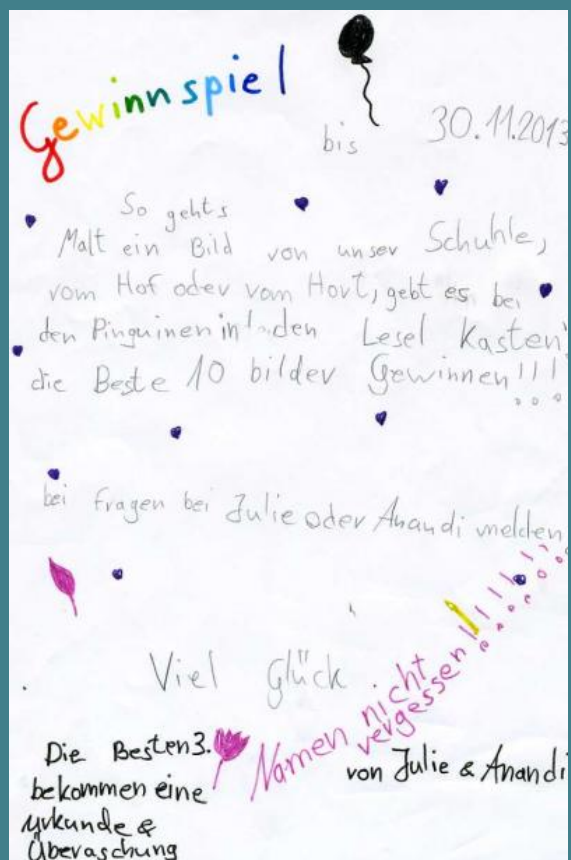 Gewinnspiel
bis 30.11.2013
So gehts
Malt ein Bild von unser Schuhle,
vom Hof oder vom Hort, gebt es bei
den Pinguinen in den Lesel Kasten
die Beste 10 bilder Gewinnen!!!
bei fragen bei Julie oder Anandi melden
Viel Glück
Namen nicht vergessen!!!!!!!
Die Besten 3.
bekommen eine
urkunde &
Überaschung
von Julie & Anandi